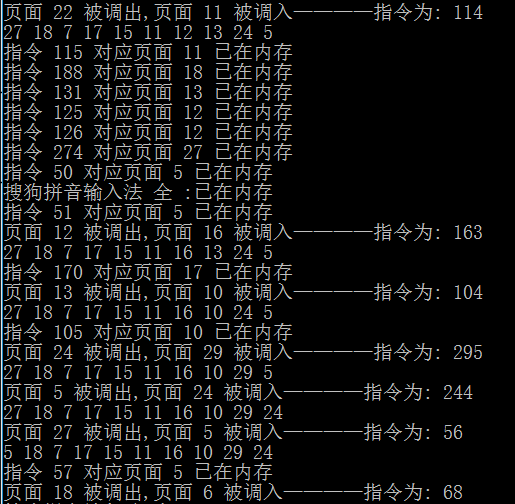 页面 22 被调出,页面 11 被调入————指令为: 114
27 18 7 17 15 11 12 13 24 5
指令 115 对应页面 11 已在内存
指令 188 对应页面 18 已在内存
指令 131 对应页面 13 已在内存
指令 125 对应页面 12 已在内存
指令 126 对应页面 12 已在内存
指令 274 对应页面 27 已在内存
指令 50 对应页面 5 已在内存
搜狗拼音输入法 全 :已在内存
指令 51 对应页面 5 已在内存
页面 12 被调出,页面 16 被调入————指令为: 163
27 18 7 17 15 11 16 13 24 5
指令 170 对应页面 17 已在内存
页面 13 被调出,页面 10 被调入————指令为: 104
27 18 7 17 15 11 16 10 24 5
指令 105 对应页面 10 已在内存
页面 24 被调出,页面 29 被调入————指令为: 295
27 18 7 17 15 11 16 10 29 5
页面 5 被调出,页面 24 被调入————指令为: 244
27 18 7 17 15 11 16 10 29 24
页面 27 被调出,页面 5 被调入————指令为: 56
5 18 7 17 15 11 16 10 29 24
指令 57 对应页面 5 已在内存
页面 18 被调出,页面 6 被调入————指令为: 68